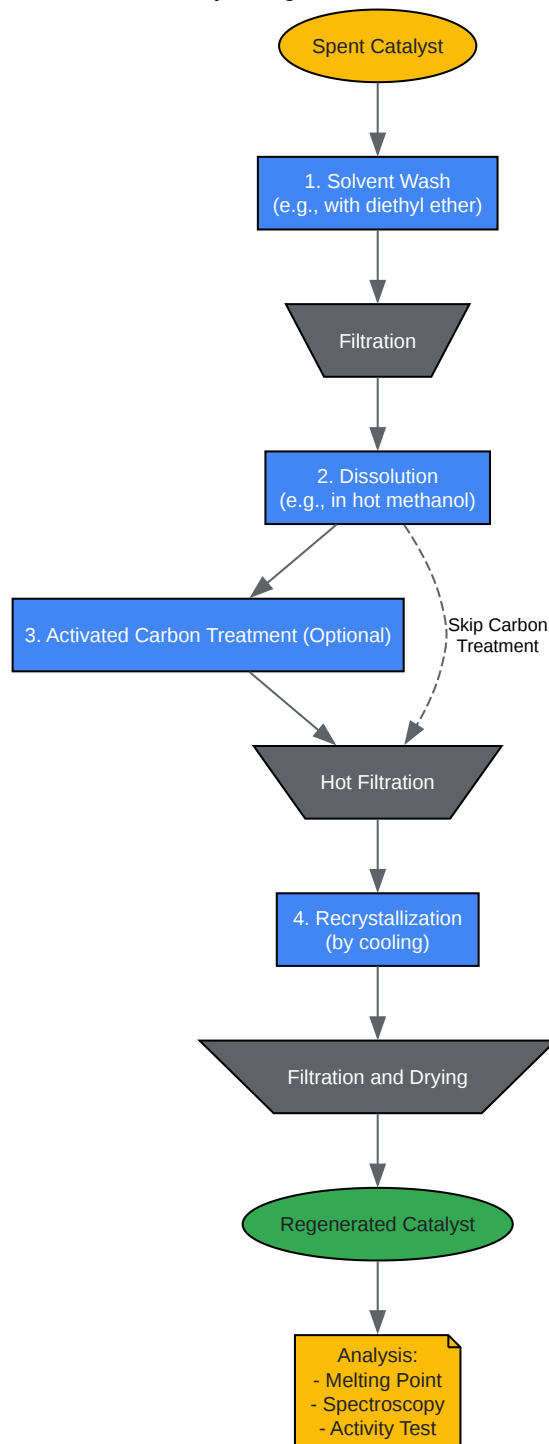 Spent Catalyst
1. Solvent Wash
(e.g., with diethyl ether)
Filtration
2. Dissolution
(e.g., in hot methanol)
3. Activated Carbon Treatment (Optional)
Skip Carbon
Treatment
Hot Filtration
4. Recrystallization
(by cooling)
Filtration and Drying
Regenerated Catalyst
Analysis:
- Melting Point
- Spectroscopy
- Activity Test